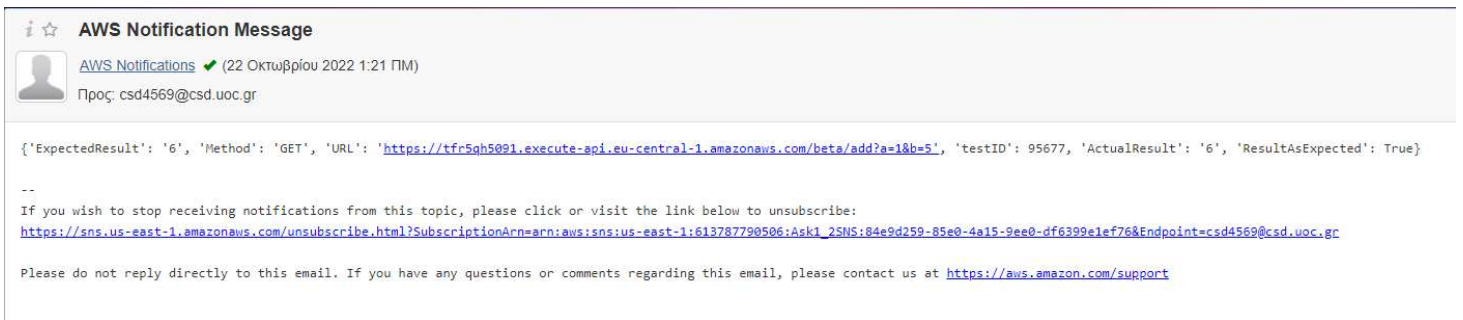 AWS Notification Message
AWS Notifications (22 Οκτωβρίου 2022 1:21 ΠΜ)
Προς: csd4569@csd.uoc.gr
{'ExpectedResult': '6', 'Method': 'GET', 'URL': 'https://tfr5qh5091.execute-api.eu-central-1.amazonaws.com/beta/add?a=1&b=5', 'testID': 95677, 'ActualResult': '6', 'ResultAsExpected': True}
--
If you wish to stop receiving notifications from this topic, please click or visit the link below to unsubscribe:
https://sns.us-east-1.amazonaws.com/unsubscribe.html?SubscriptionArn=arn:aws:sns:us-east-1:613787790506:Ask1_2SNS:84e9d259-85e0-4a15-9ee0-df6399e1ef76&Endpoint=csd4569@csd.uoc.gr
Please do not reply directly to this email. If you have any questions or comments regarding this email, please contact us at https://aws.amazon.com/support